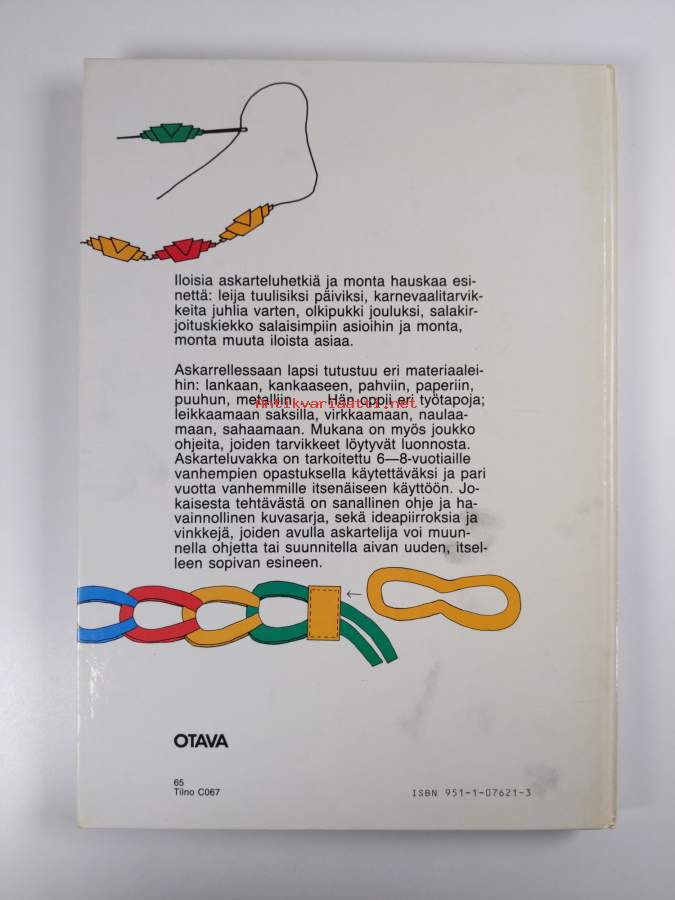 Iloisia askarteluhetkiä ja monta hauskaa esi-
nettä: leija tuulisiksi päiviksi, karnevaalitarvik-
keita juhlia varten, olkipukki jouluksi, salakir-
joituskiekko salaisimpiin asioihin ja monta,
monta muuta iloista asiaa.
Askarrellessaan lapsi tutustuu eri materiaalei-
hin: lankaan, kankaaseen, pahviin, paperiin,
puuhun, metalliin . . . Hän oppii eri työtapoja;
Antikvariaatti.net
leikkaamaan saksilla, virkkaamaan, naulaa-
maan, sahaamaan. Mukana on myös joukko
ohjeita, joiden tarvikkeet löytyvät luonnosta.
Askarteluvakka on tarkoitettu 6—8-vuotiaille
vanhempien opastuksella käytettäväksi ja pari
vuotta vanhemmille itsenäiseen käyttöön. Jo-
kaisesta tehtävästä on sanallinen ohje ja ha-
vainnollinen kuvasarja, sekä ideapiirroksia ja
vinkkejä, joiden avulla askartelija voi muun-
nella ohjetta tai suunnitella aivan uuden, itsel-
leen sopivan esineen.
OTAVA
65
Tilno C067
ISBN 951-1-07621-3